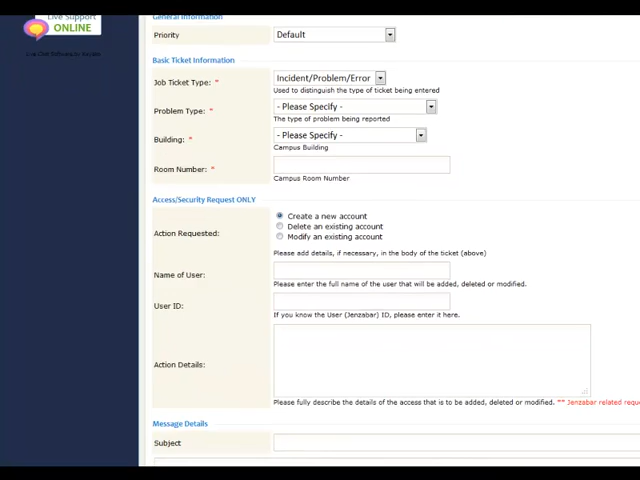 Live Support
ONLINE
General Information
Priority
Default
Basic Ticket Information
Job Ticket Type: *
Incident/Problem/Error
Used to distinguish the type of ticket being entered
Problem Type: *
- Please Specify -
The type of problem being reported
Building: *
- Please Specify -
Campus Building
Room Number: *
Campus Room Number
Access/Security Request ONLY
Action Requested:
Create a new account
Delete an existing account
Modify an existing account
Please add details, if necessary, in the body of the ticket (above)
Name of User:
Please enter the full name of the user that will be added, deleted or modified.
User ID:
If you know the User (Jenzabar) ID, please enter it here.
Action Details:
Please fully describe the details of the access that is to be added, deleted or modified. ** Jenzabar related reque
Message Details
Subject